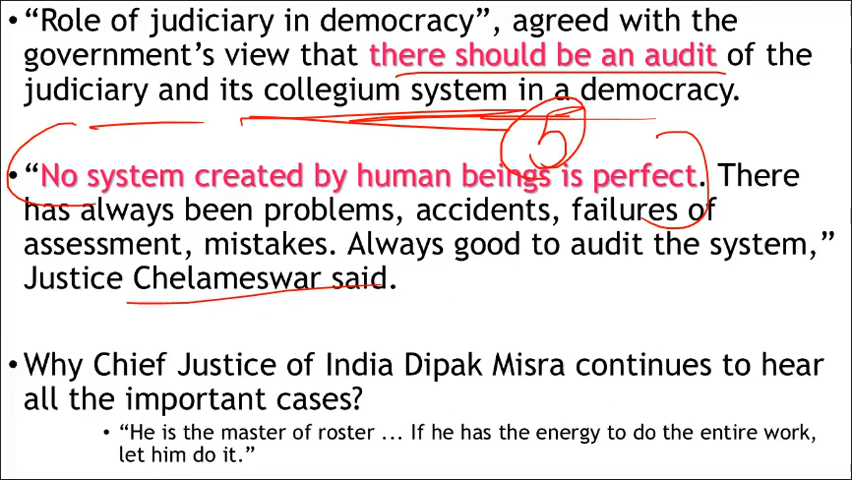 • “Role of judiciary in democracy”, agreed with the
government’s view that there should be an audit of the
judiciary and its collegium system in a democracy.
5
• “No system created by human beings is perfect. There
has always been problems, accidents, failures of
assessment, mistakes. Always good to audit the system,”
Justice Chelameswar said.
• Why Chief Justice of India Dipak Misra continues to hear
all the important cases?
• “He is the master of roster ... If he has the energy to do the entire work,
let him do it.”